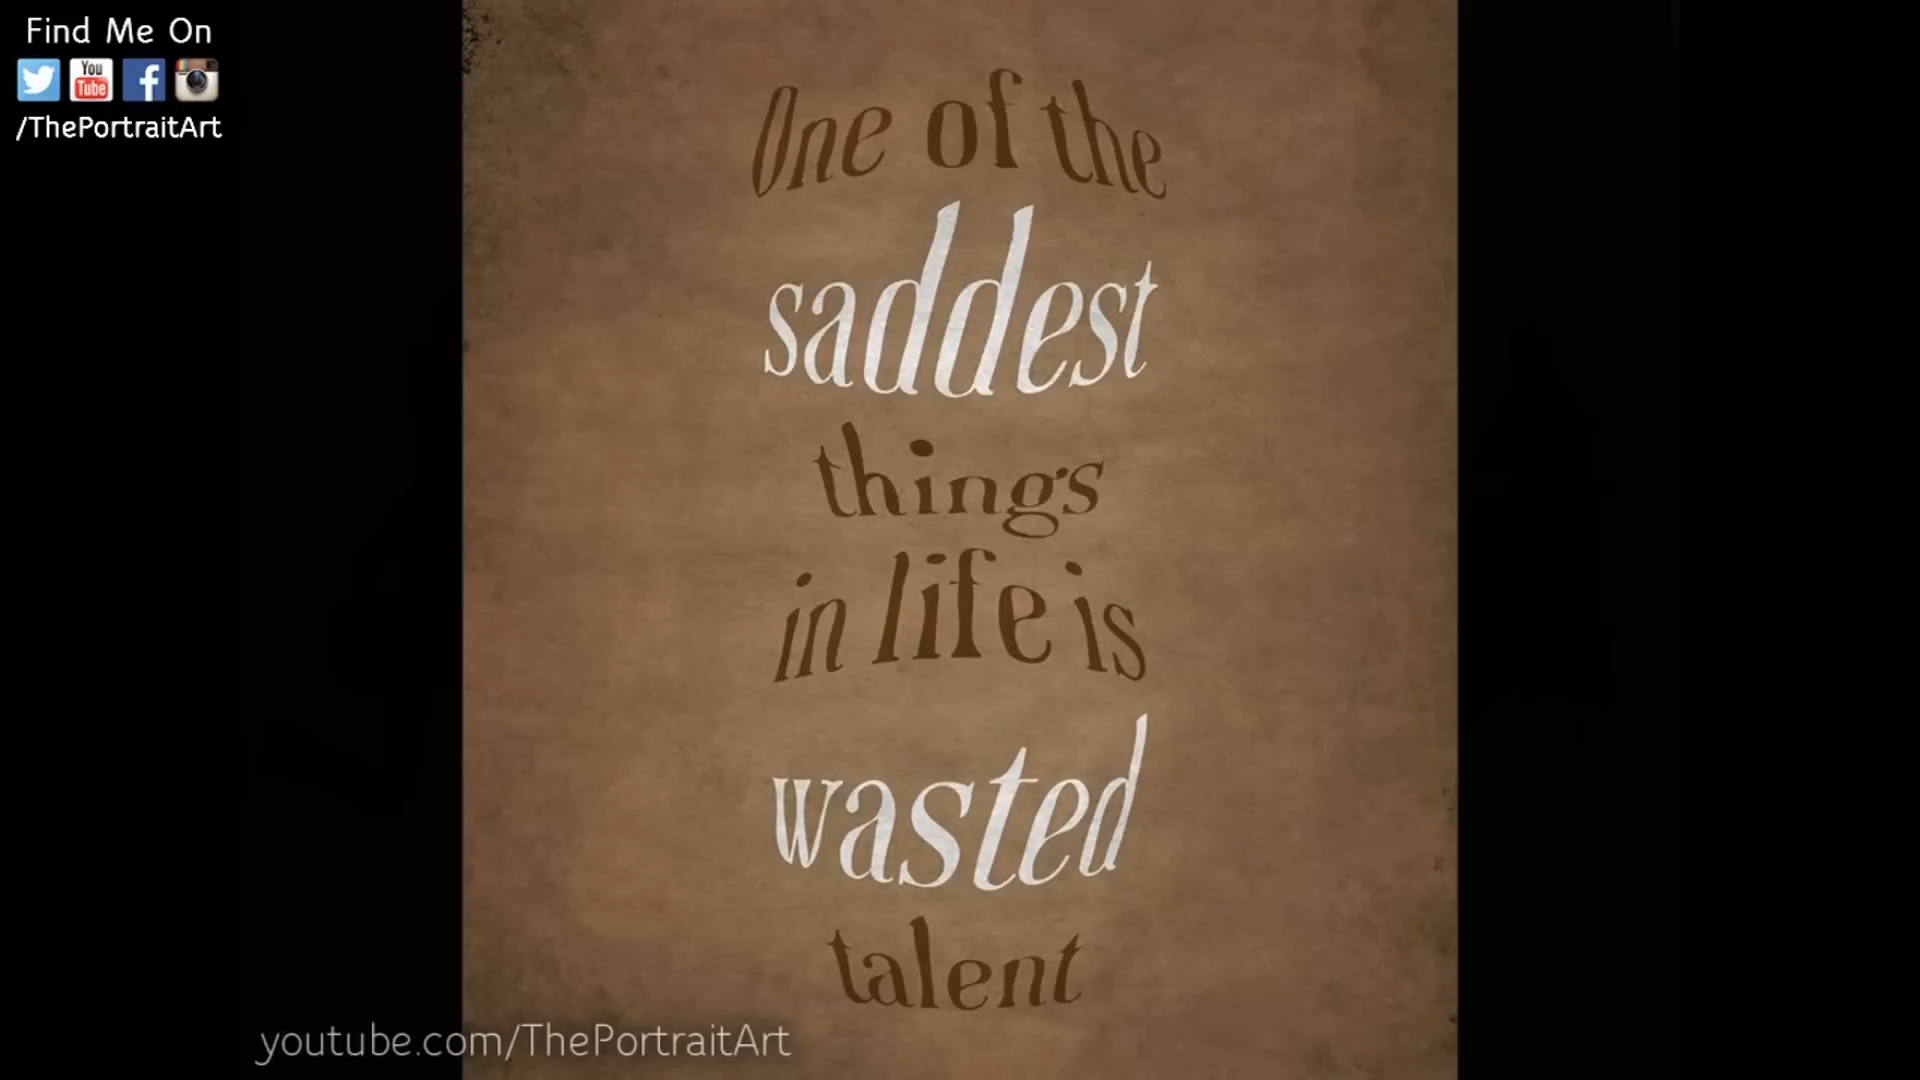 Find Me On
You
Tube
f
/ThePortraitArt
One of the
saddest
things
in life is
wasted
talent
youtube.com/ThePortraitArt